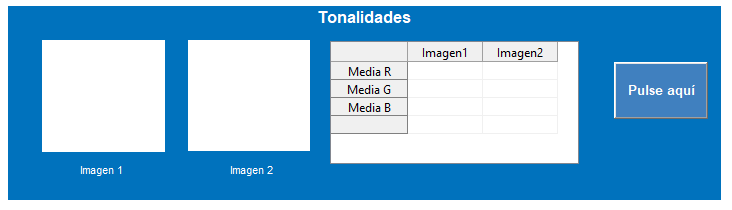 Tonalidades
Imagen1 Imagen2
Media R
Media G
Media B
Pulse aquí
Imagen 1
Imagen 2